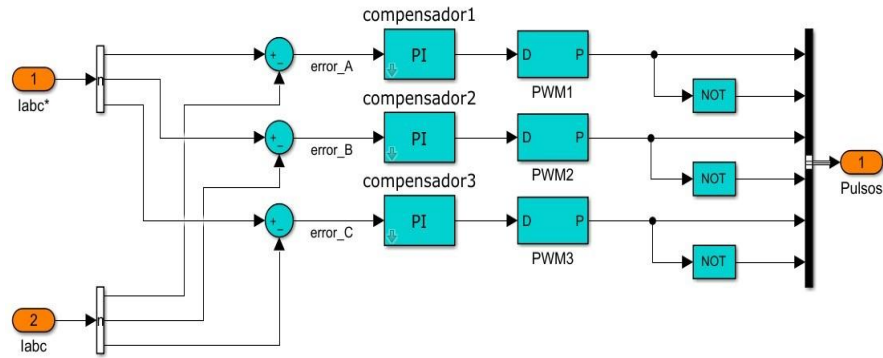 compensador1
1
Iabc*
n
+
-
error_A
PI
D
P
PWM1
NOT
compensador2
+
-
error_B
PI
D
P
PWM2
NOT
1
Pulsos
compensador3
+
-
error_C
PI
D
P
PWM3
NOT
2
Iabc
n